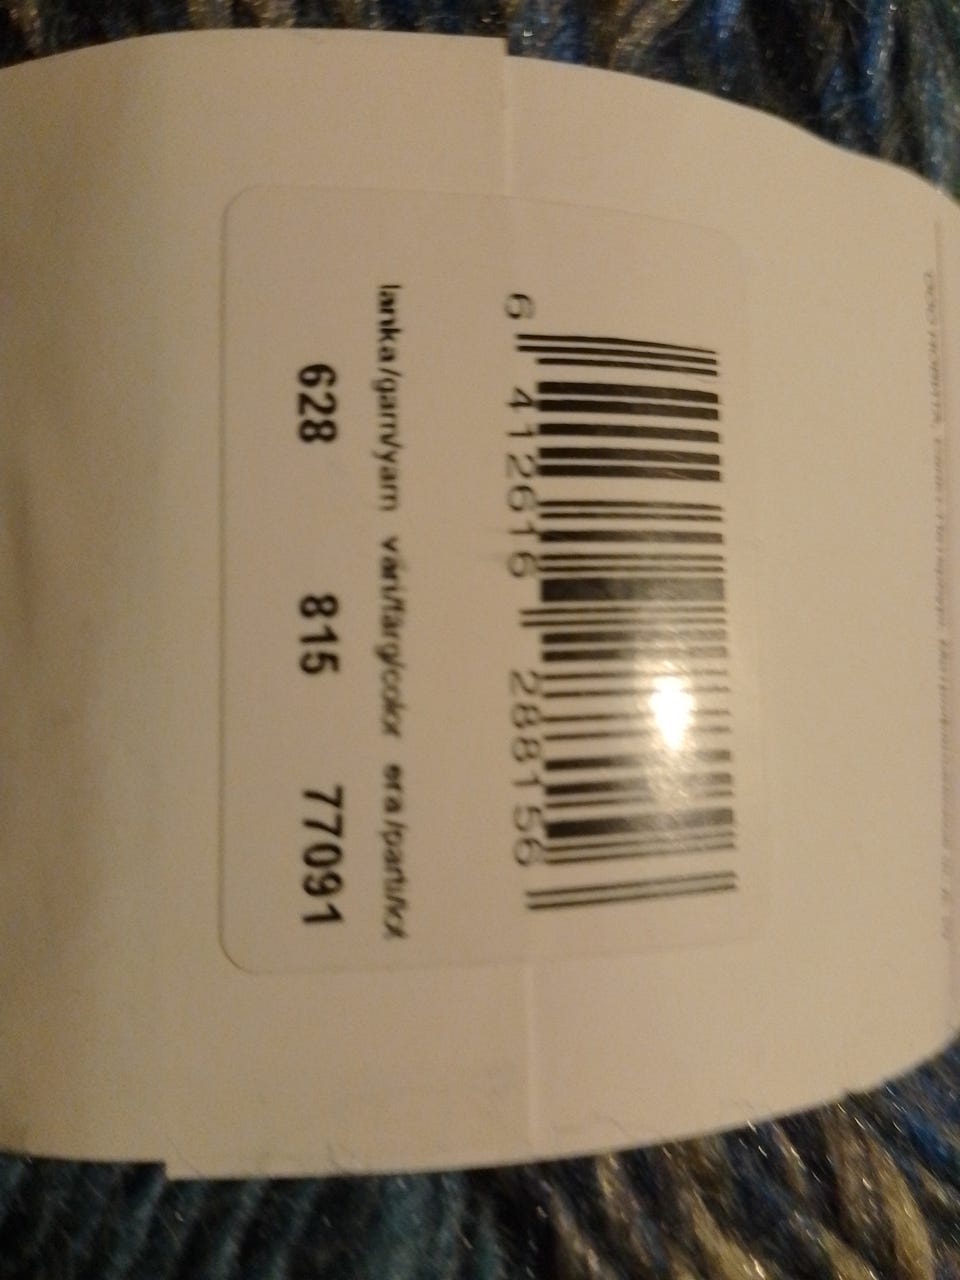 6 412616 288156
lanka/garn/yarn väri/färg/color erä/parti/lot
628 815 77091